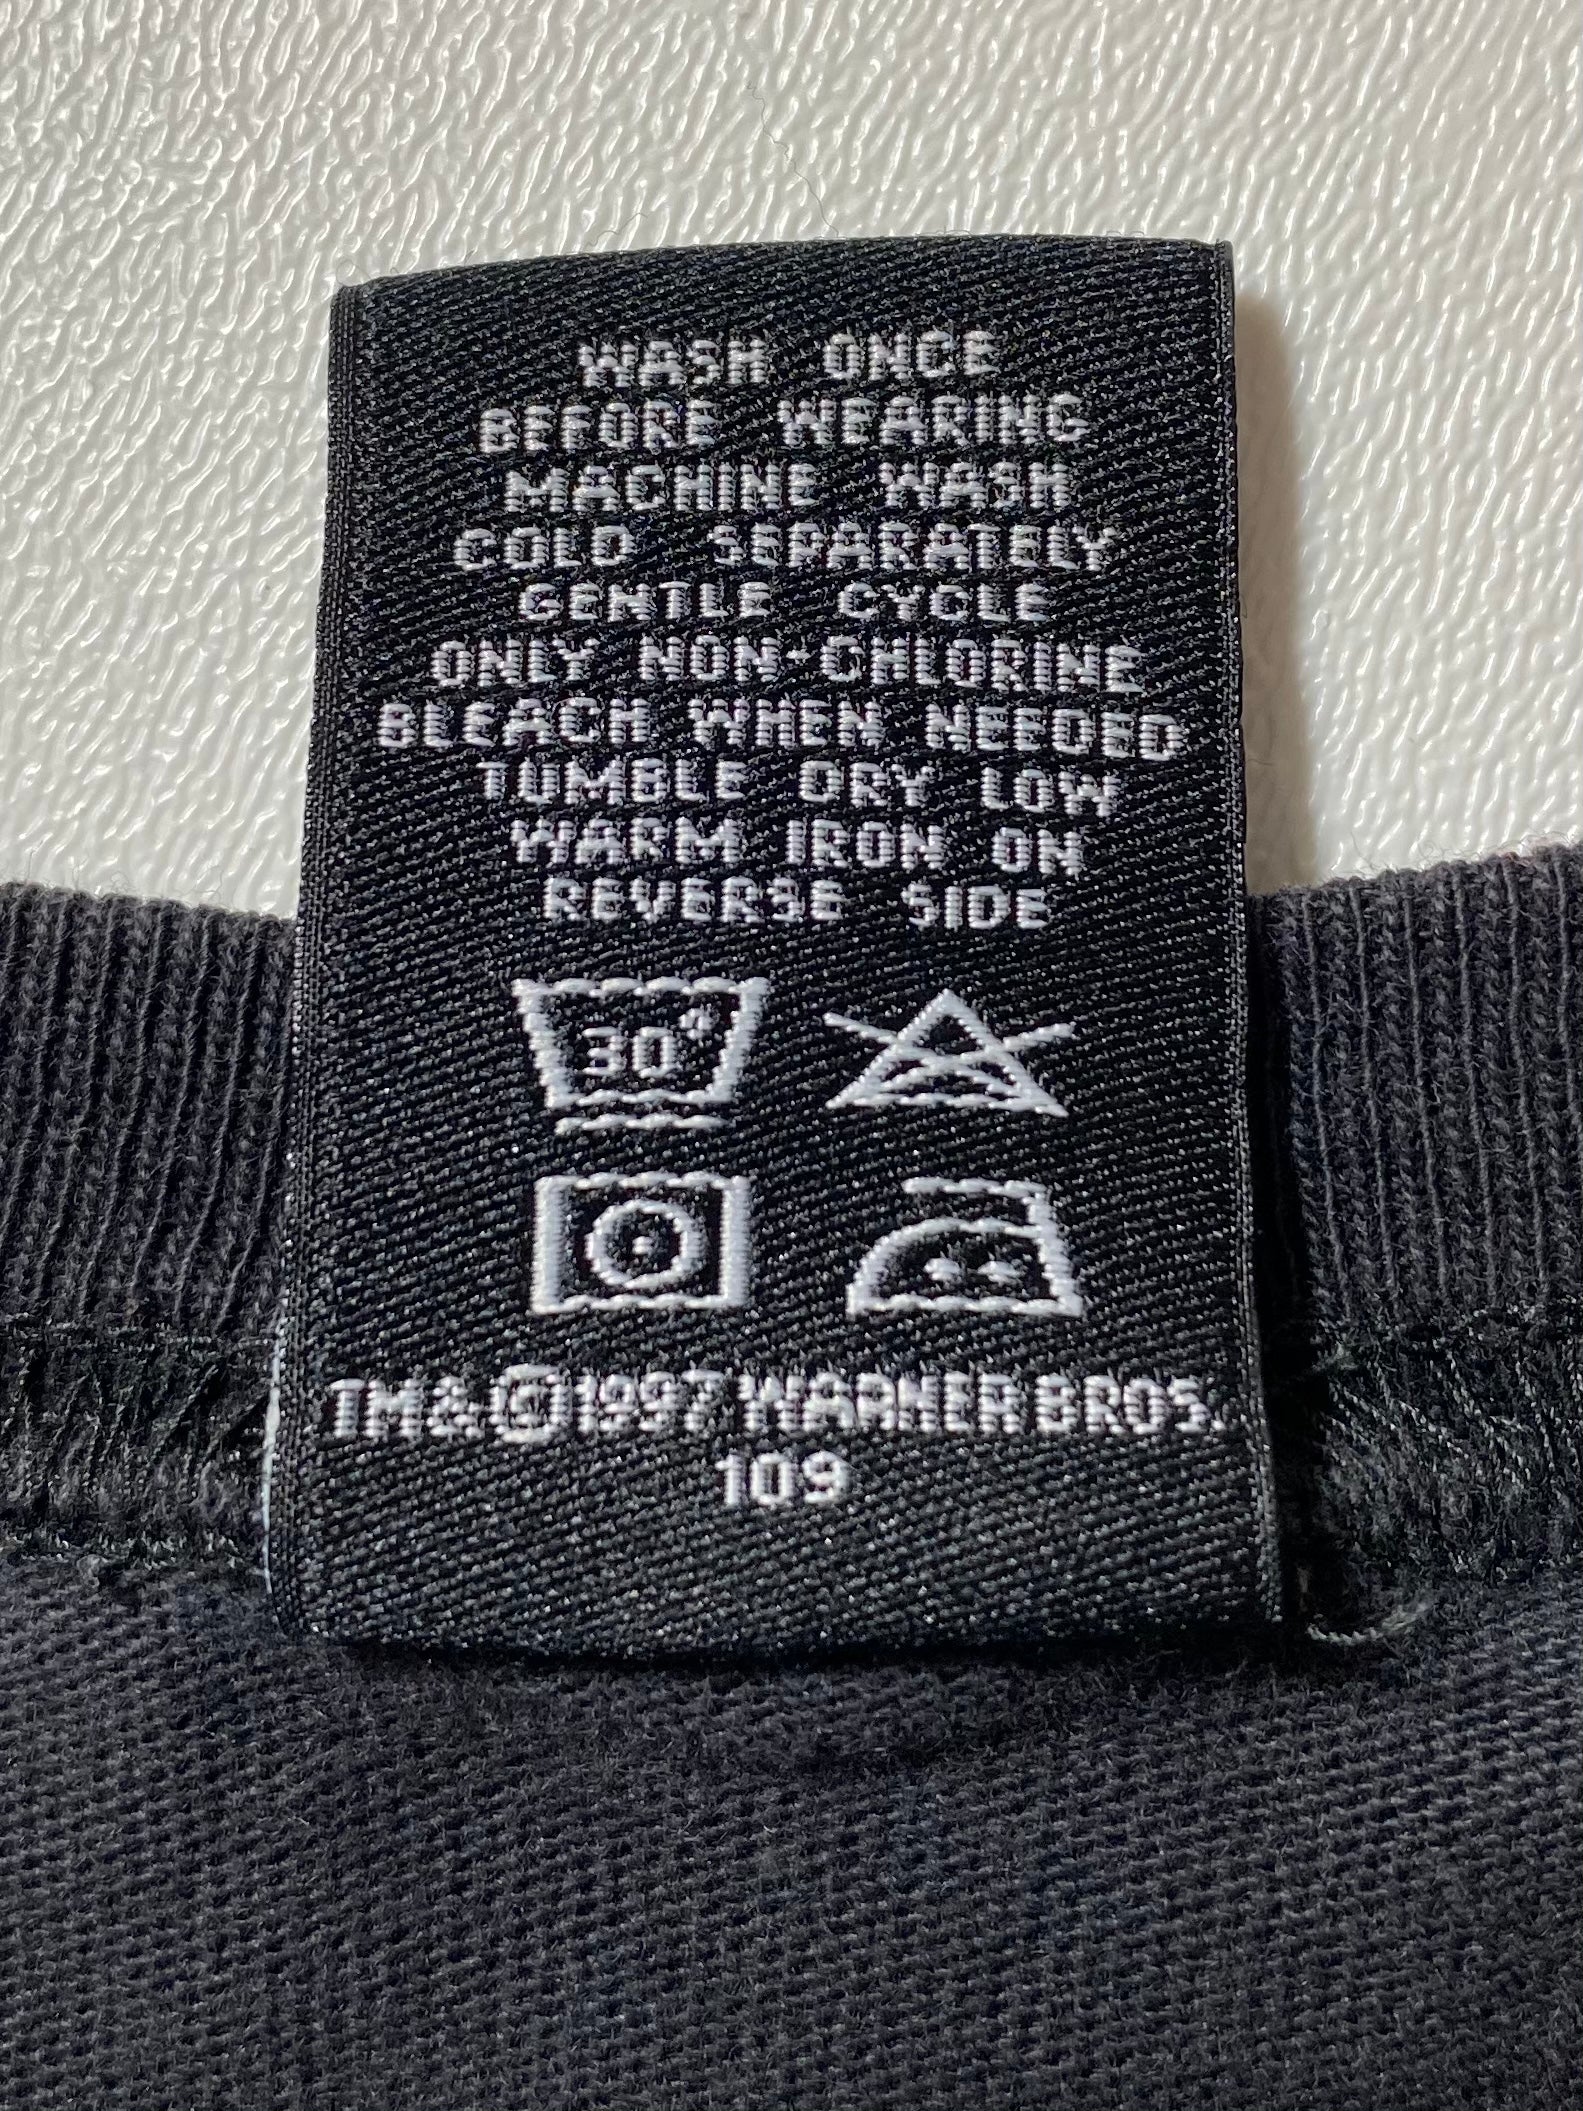 WASH ONCE
BEFORE WEARING
MACHINE WASH
COLD SEPARATELY
GENTLE CYCLE
ONLY NON-CHLORINE
BLEACH WHEN NEEDED
TUMBLE DRY LOW
WARM IRON ON
REVERSE SIDE
30°
TM&©1997 WARNER BROS.
109